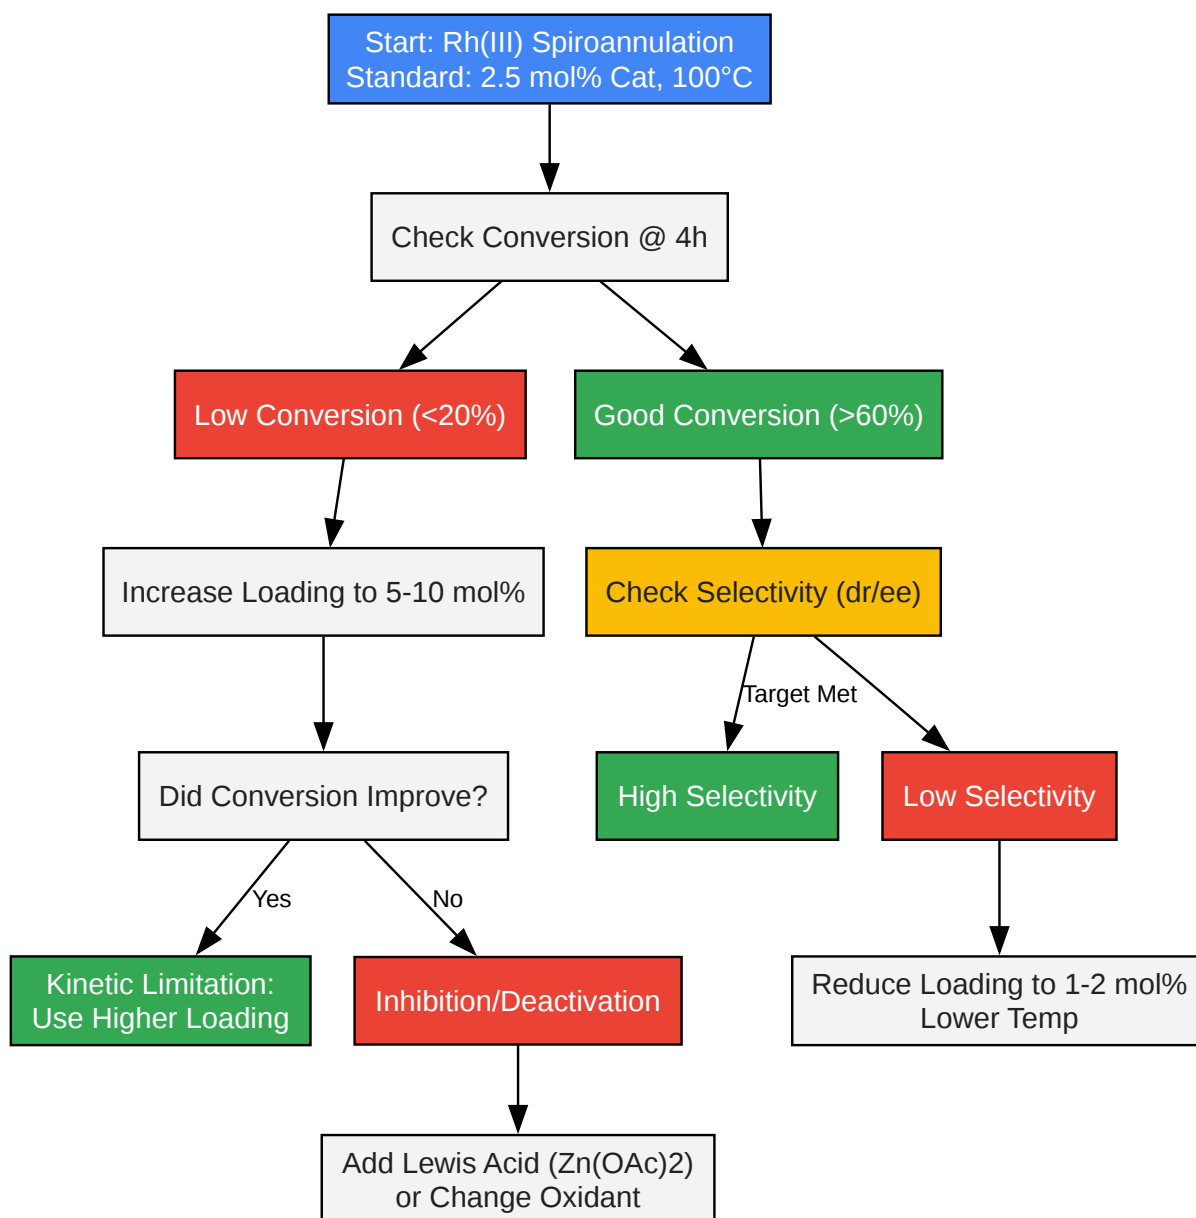 Start: Rh(III) Spiroannulation
Standard: 2.5 mol% Cat, 100°C
Check Conversion @ 4h
Low Conversion (<20%)
Good Conversion (>60%)
Increase Loading to 5-10 mol%
Check Selectivity (dr/ee)
Target Met
Did Conversion Improve?
High Selectivity
Low Selectivity
Yes
No
Kinetic Limitation:
Use Higher Loading
Inhibition/Deactivation
Reduce Loading to 1-2 mol%
Lower Temp
Add Lewis Acid (Zn(OAc)2)
or Change Oxidant